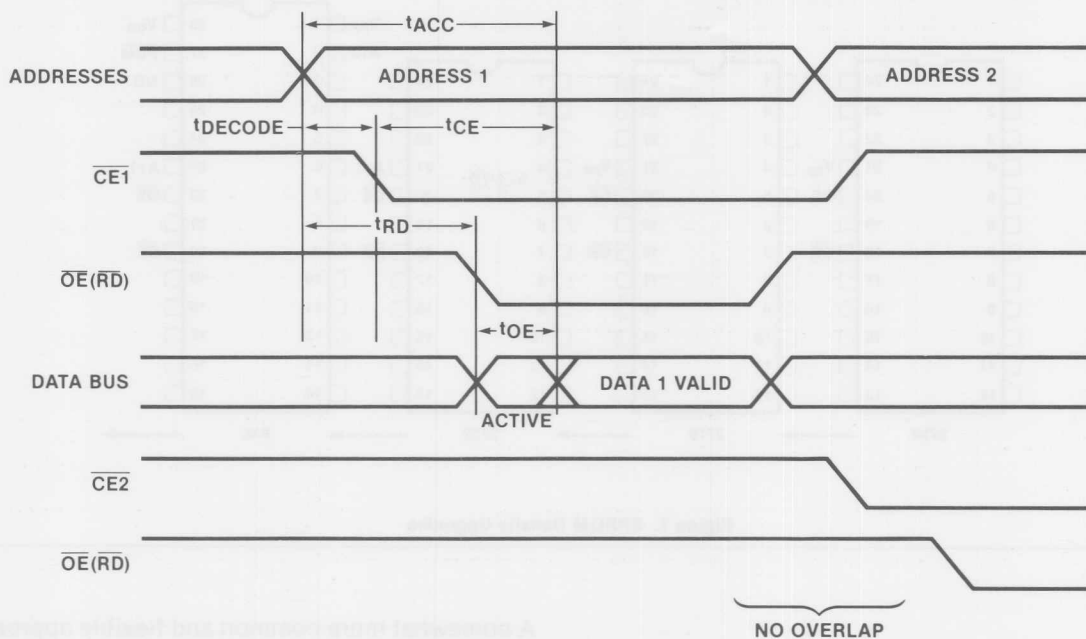 tACC
ADDRESSES
ADDRESS 1
ADDRESS 2
tDECODE
tCE
CE1
tRD
OE(RD)
tOE
DATA BUS
DATA 1 VALID
ACTIVE
CE2
OE(RD)
NO OVERLAP